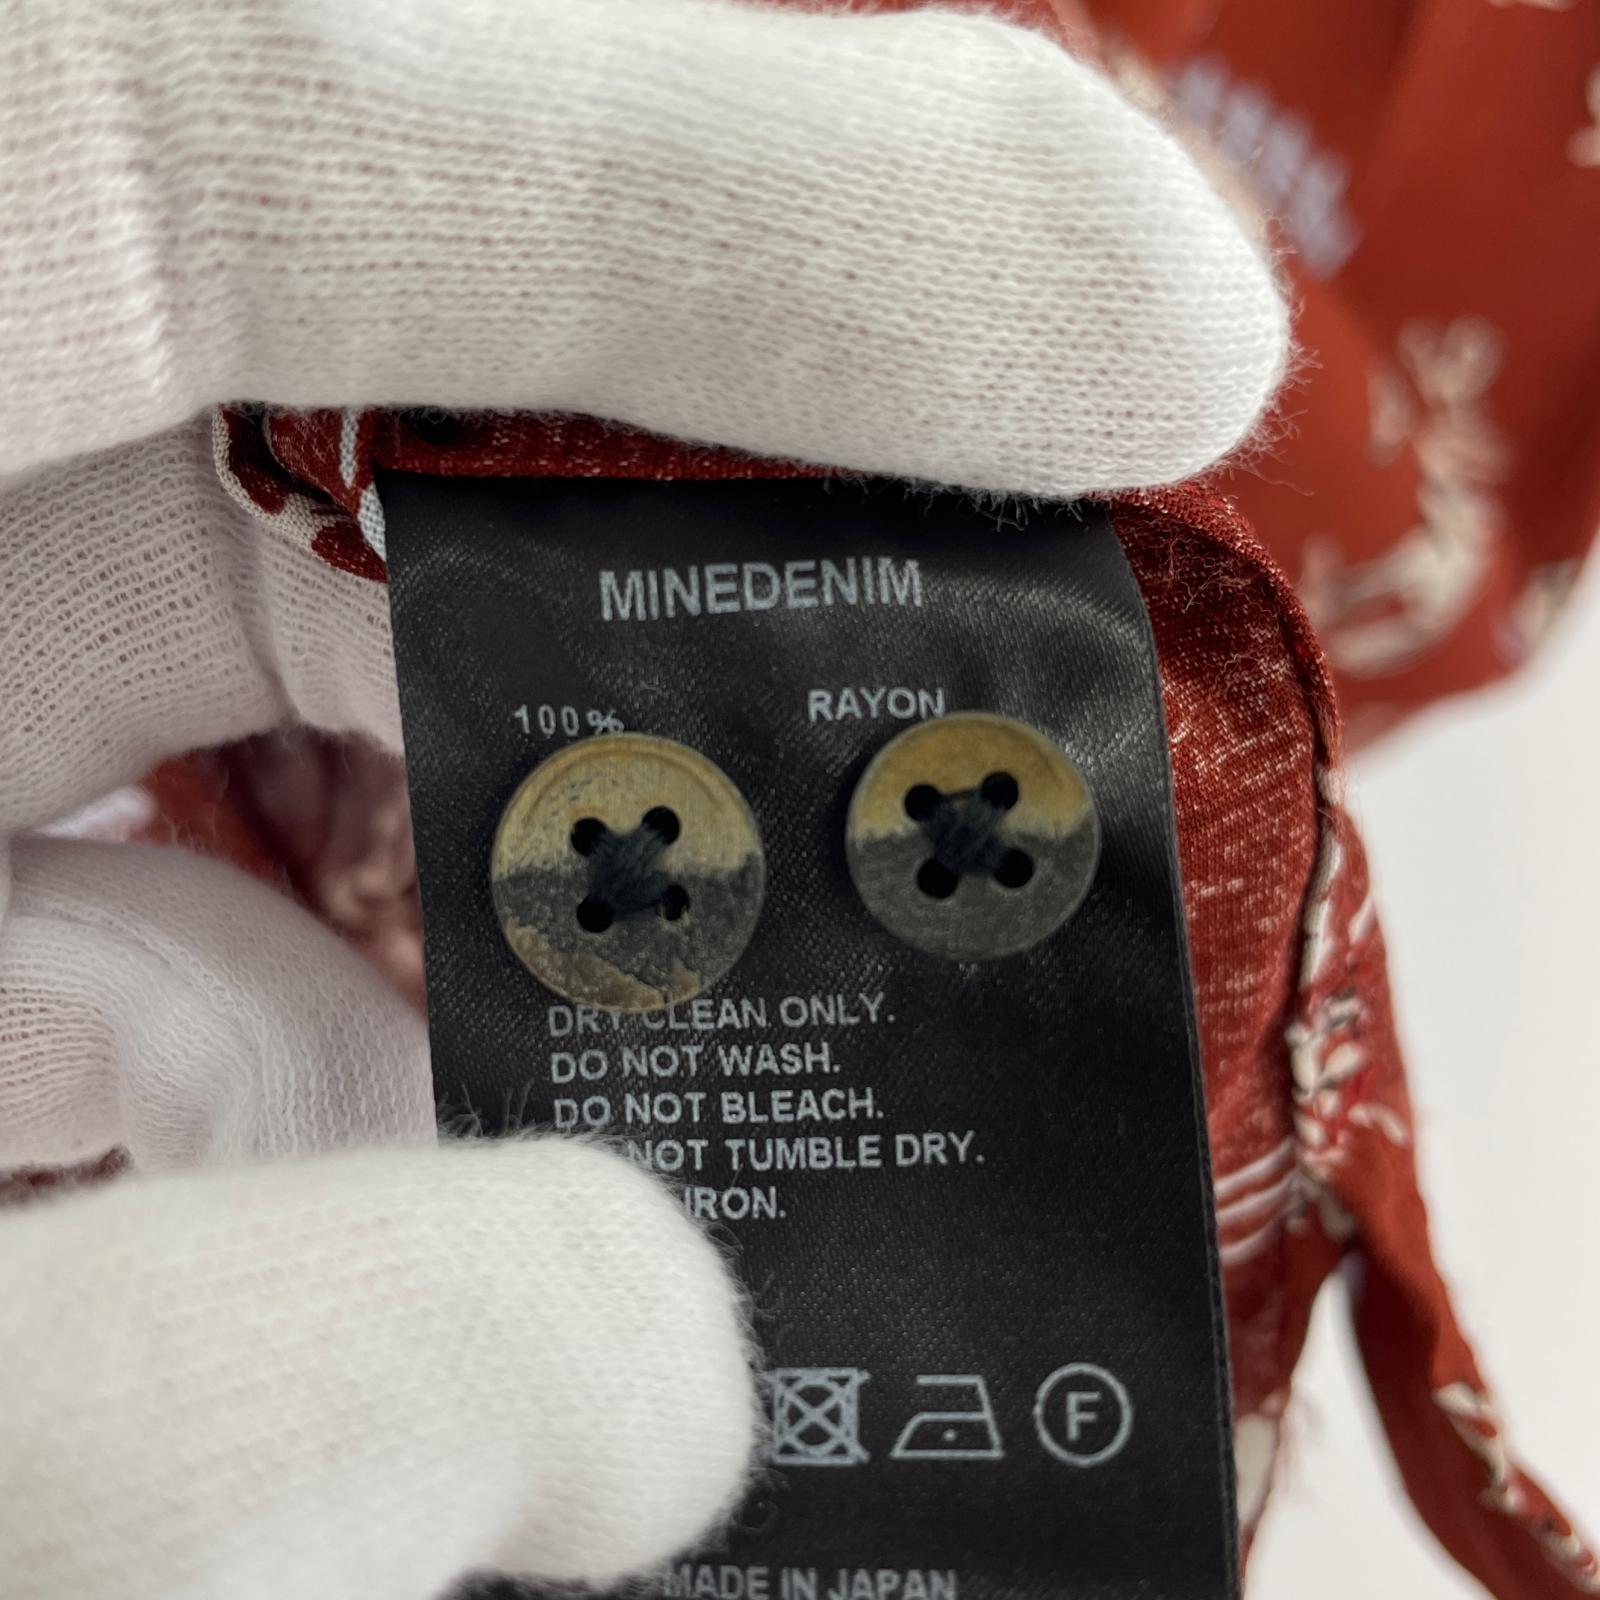 MINEDENIM
100% RAYON
DRY CLEAN ONLY.
DO NOT WASH.
DO NOT BLEACH.
NOT TUMBLE DRY.
IRON.
F
MADE IN JAPAN